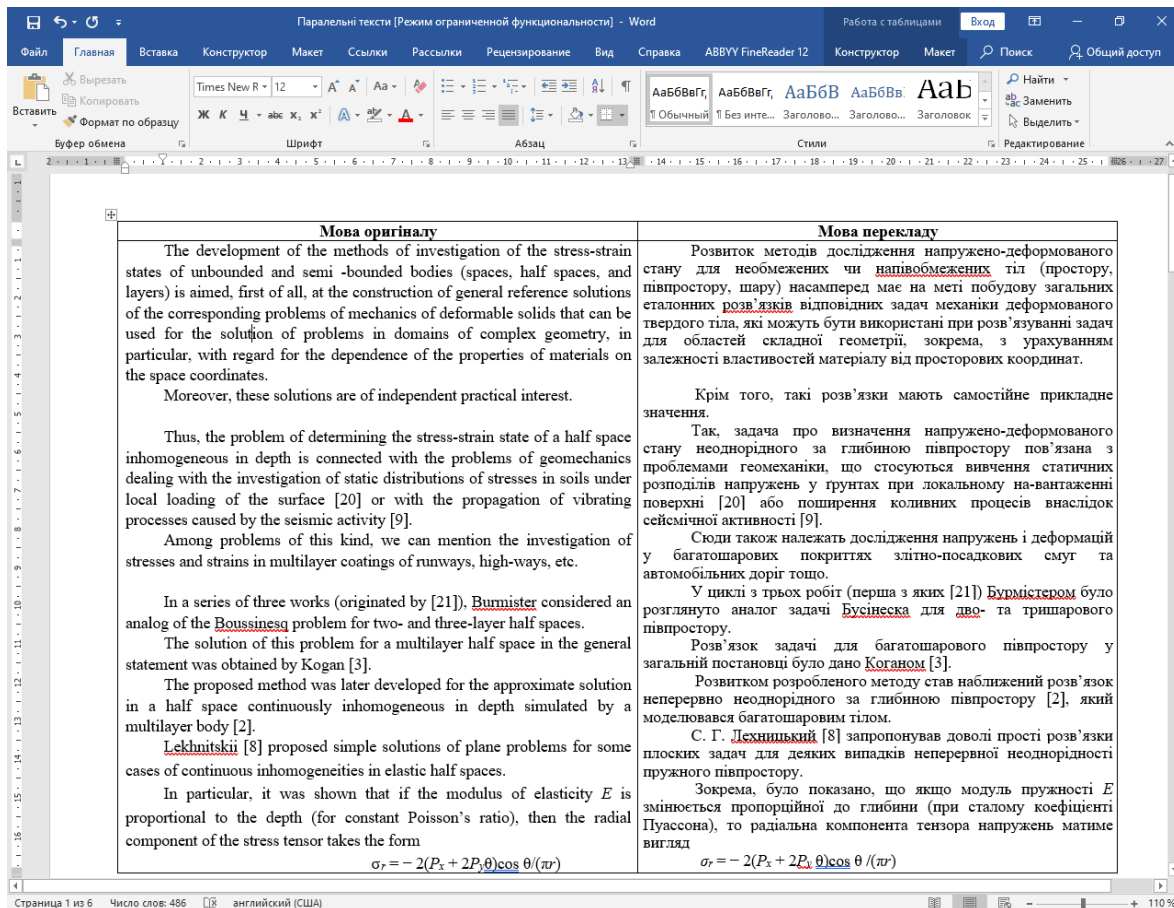 Паралельні тексти [Режим ограниченной функциональности] - Word
Работа с таблицами
Вход
Файл Главная Вставка Конструктор Макет Ссылки Рассылки Рецензирование Вид Справка ABBYY FineReader 12 Конструктор Макет Поиск Общий доступ
Вставить
Вырезать
Копировать
Формат по образцу
Буфер обмена
Times New R 12
Ж К Ч abc x₂ x²
Шрифт
Абзац
АаБбВвГг, АаБбВвГг, АаБбВ АаБбВв. Aab
¶ Обычный ¶ Без инте... Заголово... Заголово... Заголовок
Стили
Найти
Заменить
Выделить
Редактирование
Мова оригіналу
The development of the methods of investigation of the stress-strain
states of unbounded and semi -bounded bodies (spaces, half spaces, and
layers) is aimed, first of all, at the construction of general reference solutions
of the corresponding problems of mechanics of deformable solids that can be
used for the solution of problems in domains of complex geometry, in
particular, with regard for the dependence of the properties of materials on
the space coordinates.
Moreover, these solutions are of independent practical interest.
Thus, the problem of determining the stress-strain state of a half space
inhomogeneous in depth is connected with the problems of geomechanics
dealing with the investigation of static distributions of stresses in soils under
local loading of the surface [20] or with the propagation of vibrating
processes caused by the seismic activity [9].
Among problems of this kind, we can mention the investigation of
stresses and strains in multilayer coatings of runways, high-ways, etc.
In a series of three works (originated by [21]), Burmister considered an
analog of the Boussinesq problem for two- and three-layer half spaces.
The solution of this problem for a multilayer half space in the general
statement was obtained by Kogan [3].
The proposed method was later developed for the approximate solution
in a half space continuously inhomogeneous in depth simulated by a
multilayer body [2].
Lekhnitskii [8] proposed simple solutions of plane problems for some
cases of continuous inhomogeneities in elastic half spaces.
In particular, it was shown that if the modulus of elasticity E is
proportional to the depth (for constant Poisson’s ratio), then the radial
component of the stress tensor takes the form
σr = − 2(Px + 2Pyθ)cos θ/(πr)
Мова перекладу
Розвиток методів дослідження напружено-деформованого
стану для необмежених чи напівобмежених тіл (простору,
півпростору, шару) насамперед має на меті побудову загальних
еталонних розв’язків відповідних задач механіки деформованого
твердого тіла, які можуть бути використані при розв’язуванні задач
для областей складної геометрії, зокрема, з урахуванням
залежності властивостей матеріалу від просторових координат.
Крім того, такі розв’язки мають самостійне прикладне
значення.
Так, задача про визначення напружено-деформованого
стану неоднорідного за глибиною півпростору пов’язана з
проблемами геомеханіки, що стосуються вивчення статичних
розподілів напружень у ґрунтах при локальному на-вантаженні
поверхні [20] або поширення коливних процесів внаслідок
сейсмічної активності [9].
Сюди також належать дослідження напружень і деформацій
у багатошарових покриттях злітно-посадкових смуг та
автомобільних доріг тощо.
У циклі з трьох робіт (перша з яких [21]) Бурмістером було
розглянуто аналог задачі Бусінеска для дво- та тришарового
півпростору.
Розв’язок задачі для багатошарового півпростору у
загальній постановці було дано Коганом [3].
Розвитком розробленого методу став наближений розв’язок
неперервно неоднорідного за глибиною півпростору [2], який
моделювався багатошаровим тілом.
С. Г. Лехницький [8] запропонував доволі прості розв’язки
плоских задач для деяких випадків неперервної неоднорідності
пружного півпростору.
Зокрема, було показано, що якщо модуль пружності E
змінюється пропорційної до глибини (при сталому коефіцієнті
Пуассона), то радіальна компонента тензора напружень матиме
вигляд
σr = − 2(Px + 2Py θ)cos θ /(πr)
Страница 1 из 6 Число слов: 486 английский (США) 110 %